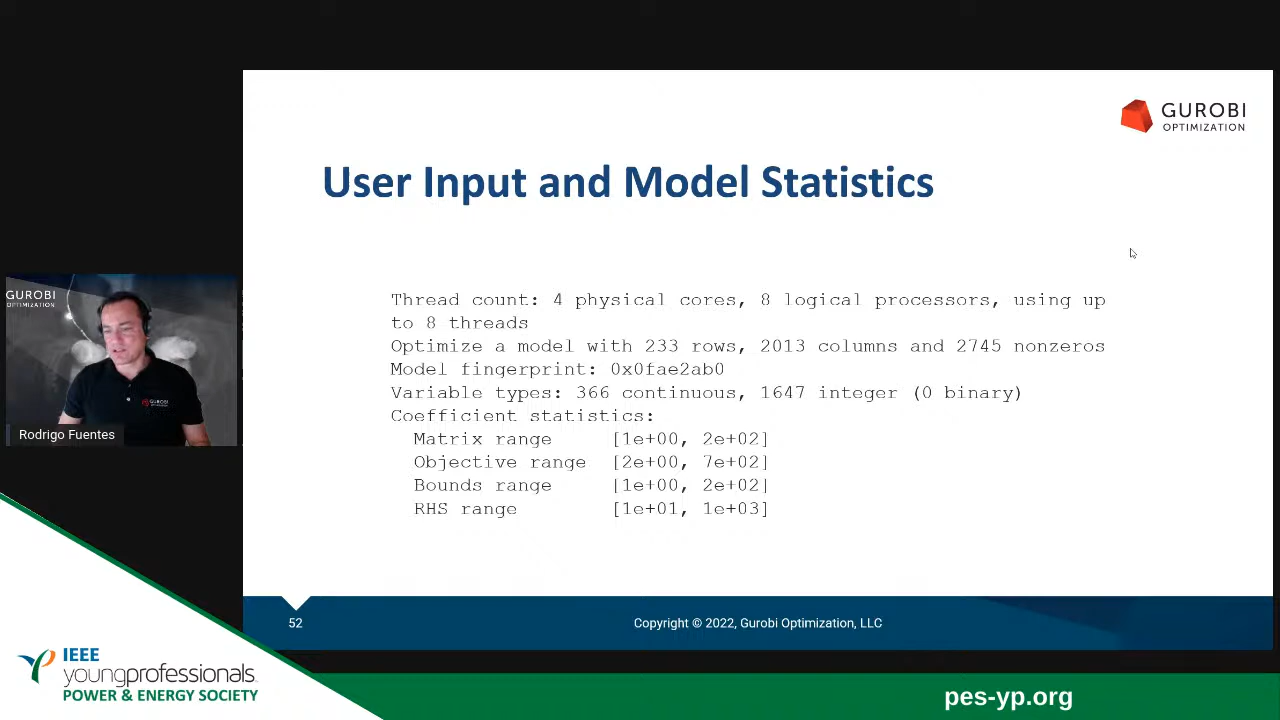 GUROBI
OPTIMIZATION
User Input and Model Statistics
Thread count: 4 physical cores, 8 logical processors, using up
to 8 threads
Optimize a model with 233 rows, 2013 columns and 2745 nonzeros
Model fingerprint: 0x0fae2ab0
Variable types: 366 continuous, 1647 integer (0 binary)
Coefficient statistics:
Matrix range [1e+00, 2e+02]
Objective range [2e+00, 7e+02]
Bounds range [1e+00, 2e+02]
RHS range [1e+01, 1e+03]
GUROBI
OPTIMIZATION
GUROBI
Rodrigo Fuentes
52
Copyright © 2022, Gurobi Optimization, LLC
IEEE
youngprofessionals
POWER & ENERGY SOCIETY
pes-yp.org